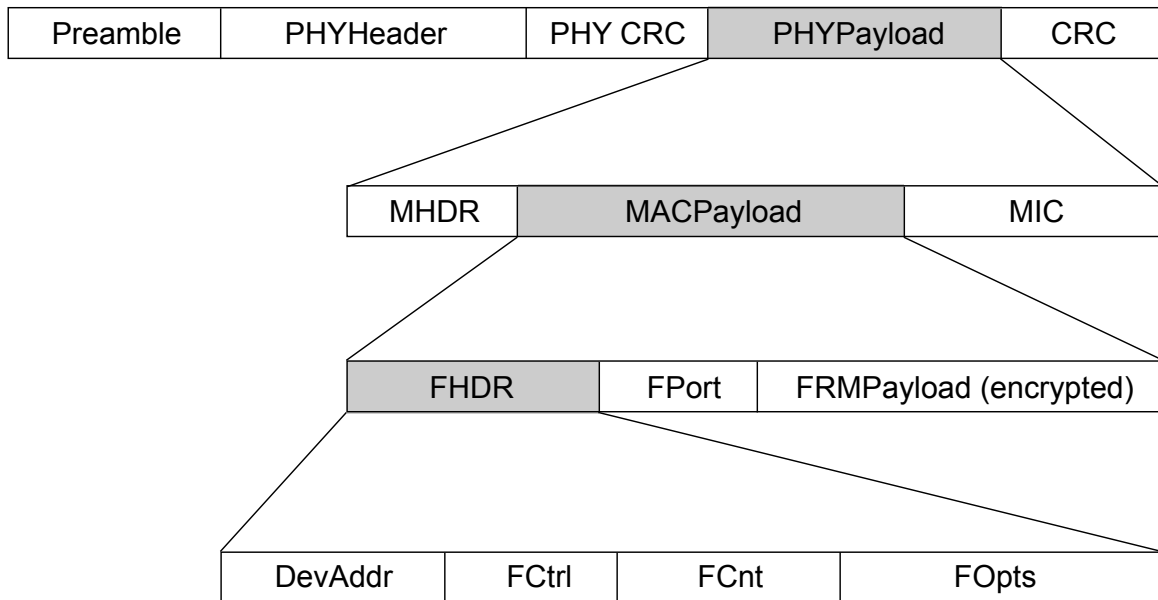 Preamble PHYHeader PHY CRC PHYPayload CRC
MHDR MACPayload MIC
FHDR FPort FRMPayload (encrypted)
DevAddr FCtrl FCnt FOpts